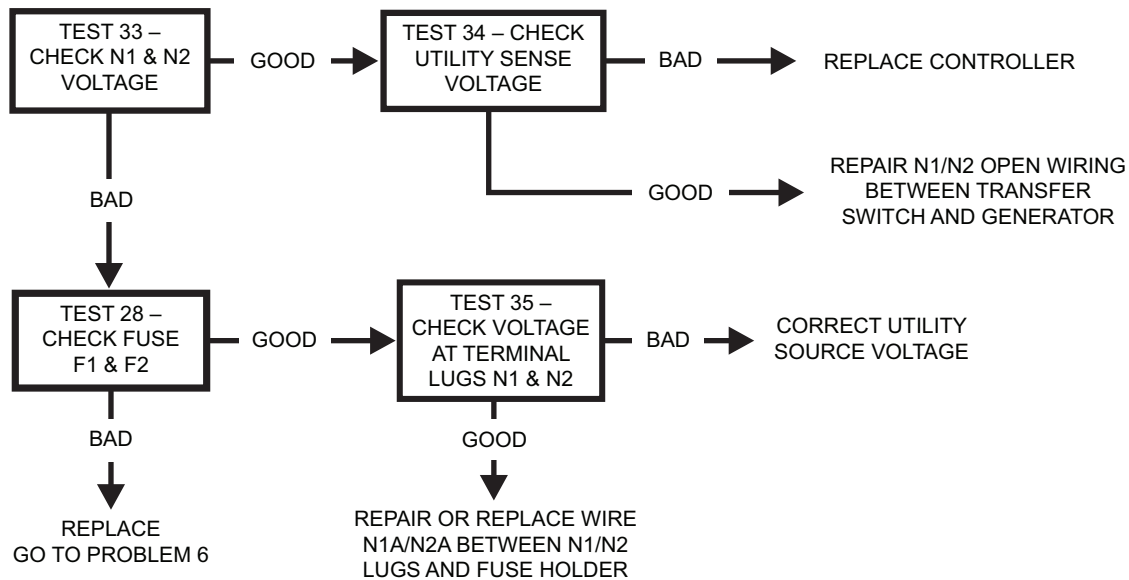 TEST 33 –
CHECK N1 & N2
VOLTAGE
GOOD
TEST 34 – CHECK
UTILITY SENSE
VOLTAGE
BAD
REPLACE CONTROLLER
GOOD
REPAIR N1/N2 OPEN WIRING
BETWEEN TRANSFER
SWITCH AND GENERATOR
BAD
TEST 28 –
CHECK FUSE
F1 & F2
GOOD
TEST 35 –
CHECK VOLTAGE
AT TERMINAL
LUGS N1 & N2
BAD
CORRECT UTILITY
SOURCE VOLTAGE
BAD
REPLACE
GO TO PROBLEM 6
GOOD
REPAIR OR REPLACE WIRE
N1A/N2A BETWEEN N1/N2
LUGS AND FUSE HOLDER